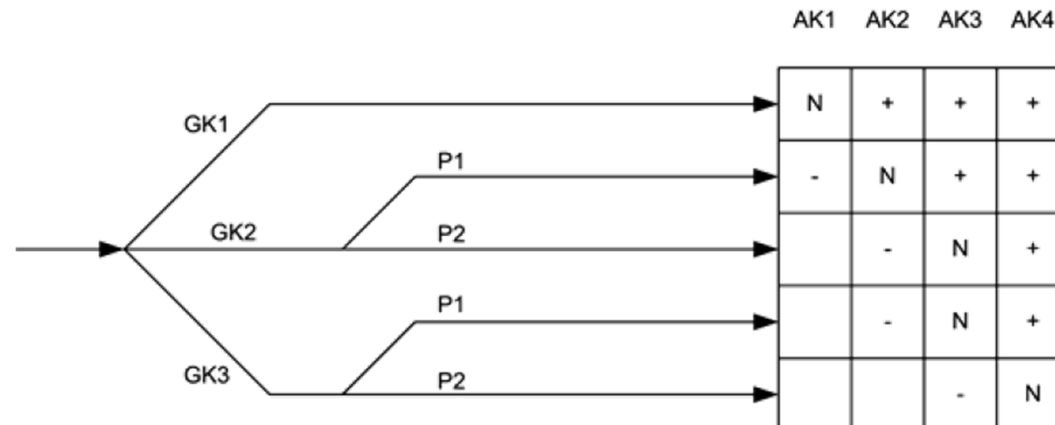 AK1 AK2 AK3 AK4
GK1 N + + +
P1 - N + +
GK2 P2 - N +
P1 - N +
GK3 P2 - N